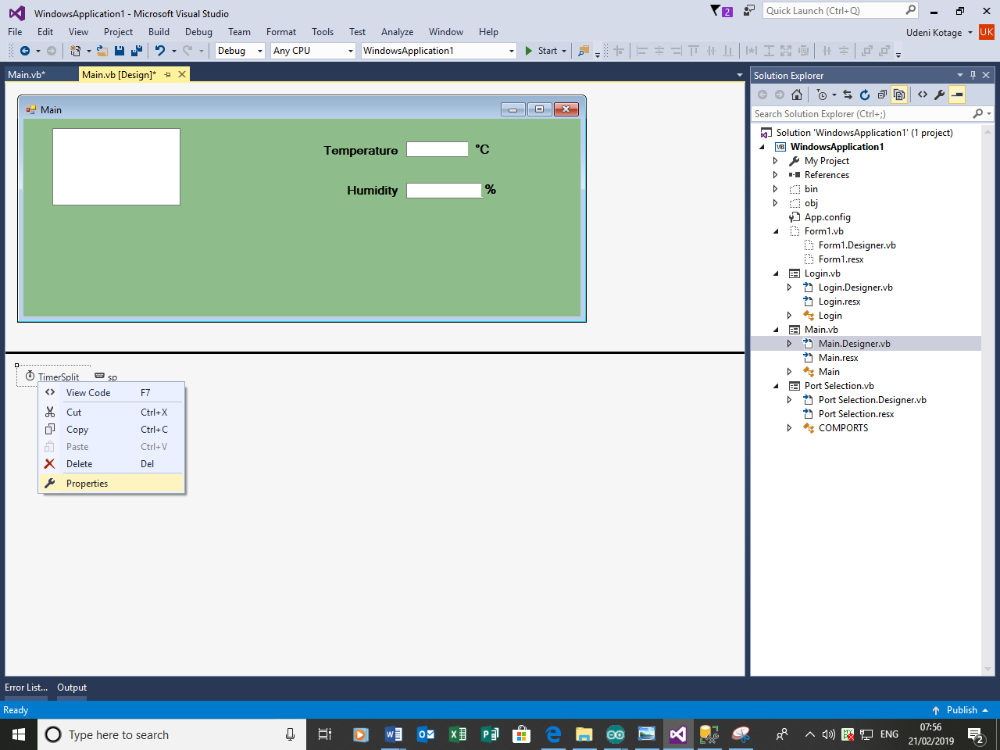 WindowsApplication1 - Microsoft Visual Studio
2
Quick Launch (Ctrl+Q)
File Edit View Project Build Debug Team Format Tools Test Analyze Window Help
Udeni Kotage UK
Debug Any CPU WindowsApplication1 Start
Main.vb* Main.vb [Design]*
Main
Temperature °C
Humidity %
TimerSplit sp
View Code F7
Cut Ctrl+X
Copy Ctrl+C
Paste Ctrl+V
Delete Del
Properties
Solution Explorer
Search Solution Explorer (Ctrl+;)
Solution 'WindowsApplication1' (1 project)
VB WindowsApplication1
My Project
References
bin
obj
App.config
Form1.vb
Form1.Designer.vb
Form1.resx
Login.vb
Login.Designer.vb
Login.resx
Login
Main.vb
Main.Designer.vb
Main.resx
Main
Port Selection.vb
Port Selection.Designer.vb
Port Selection.resx
COMPORTS
Error List... Output
Ready
Publish
Type here to search
ENG
07:56
21/02/2019
2